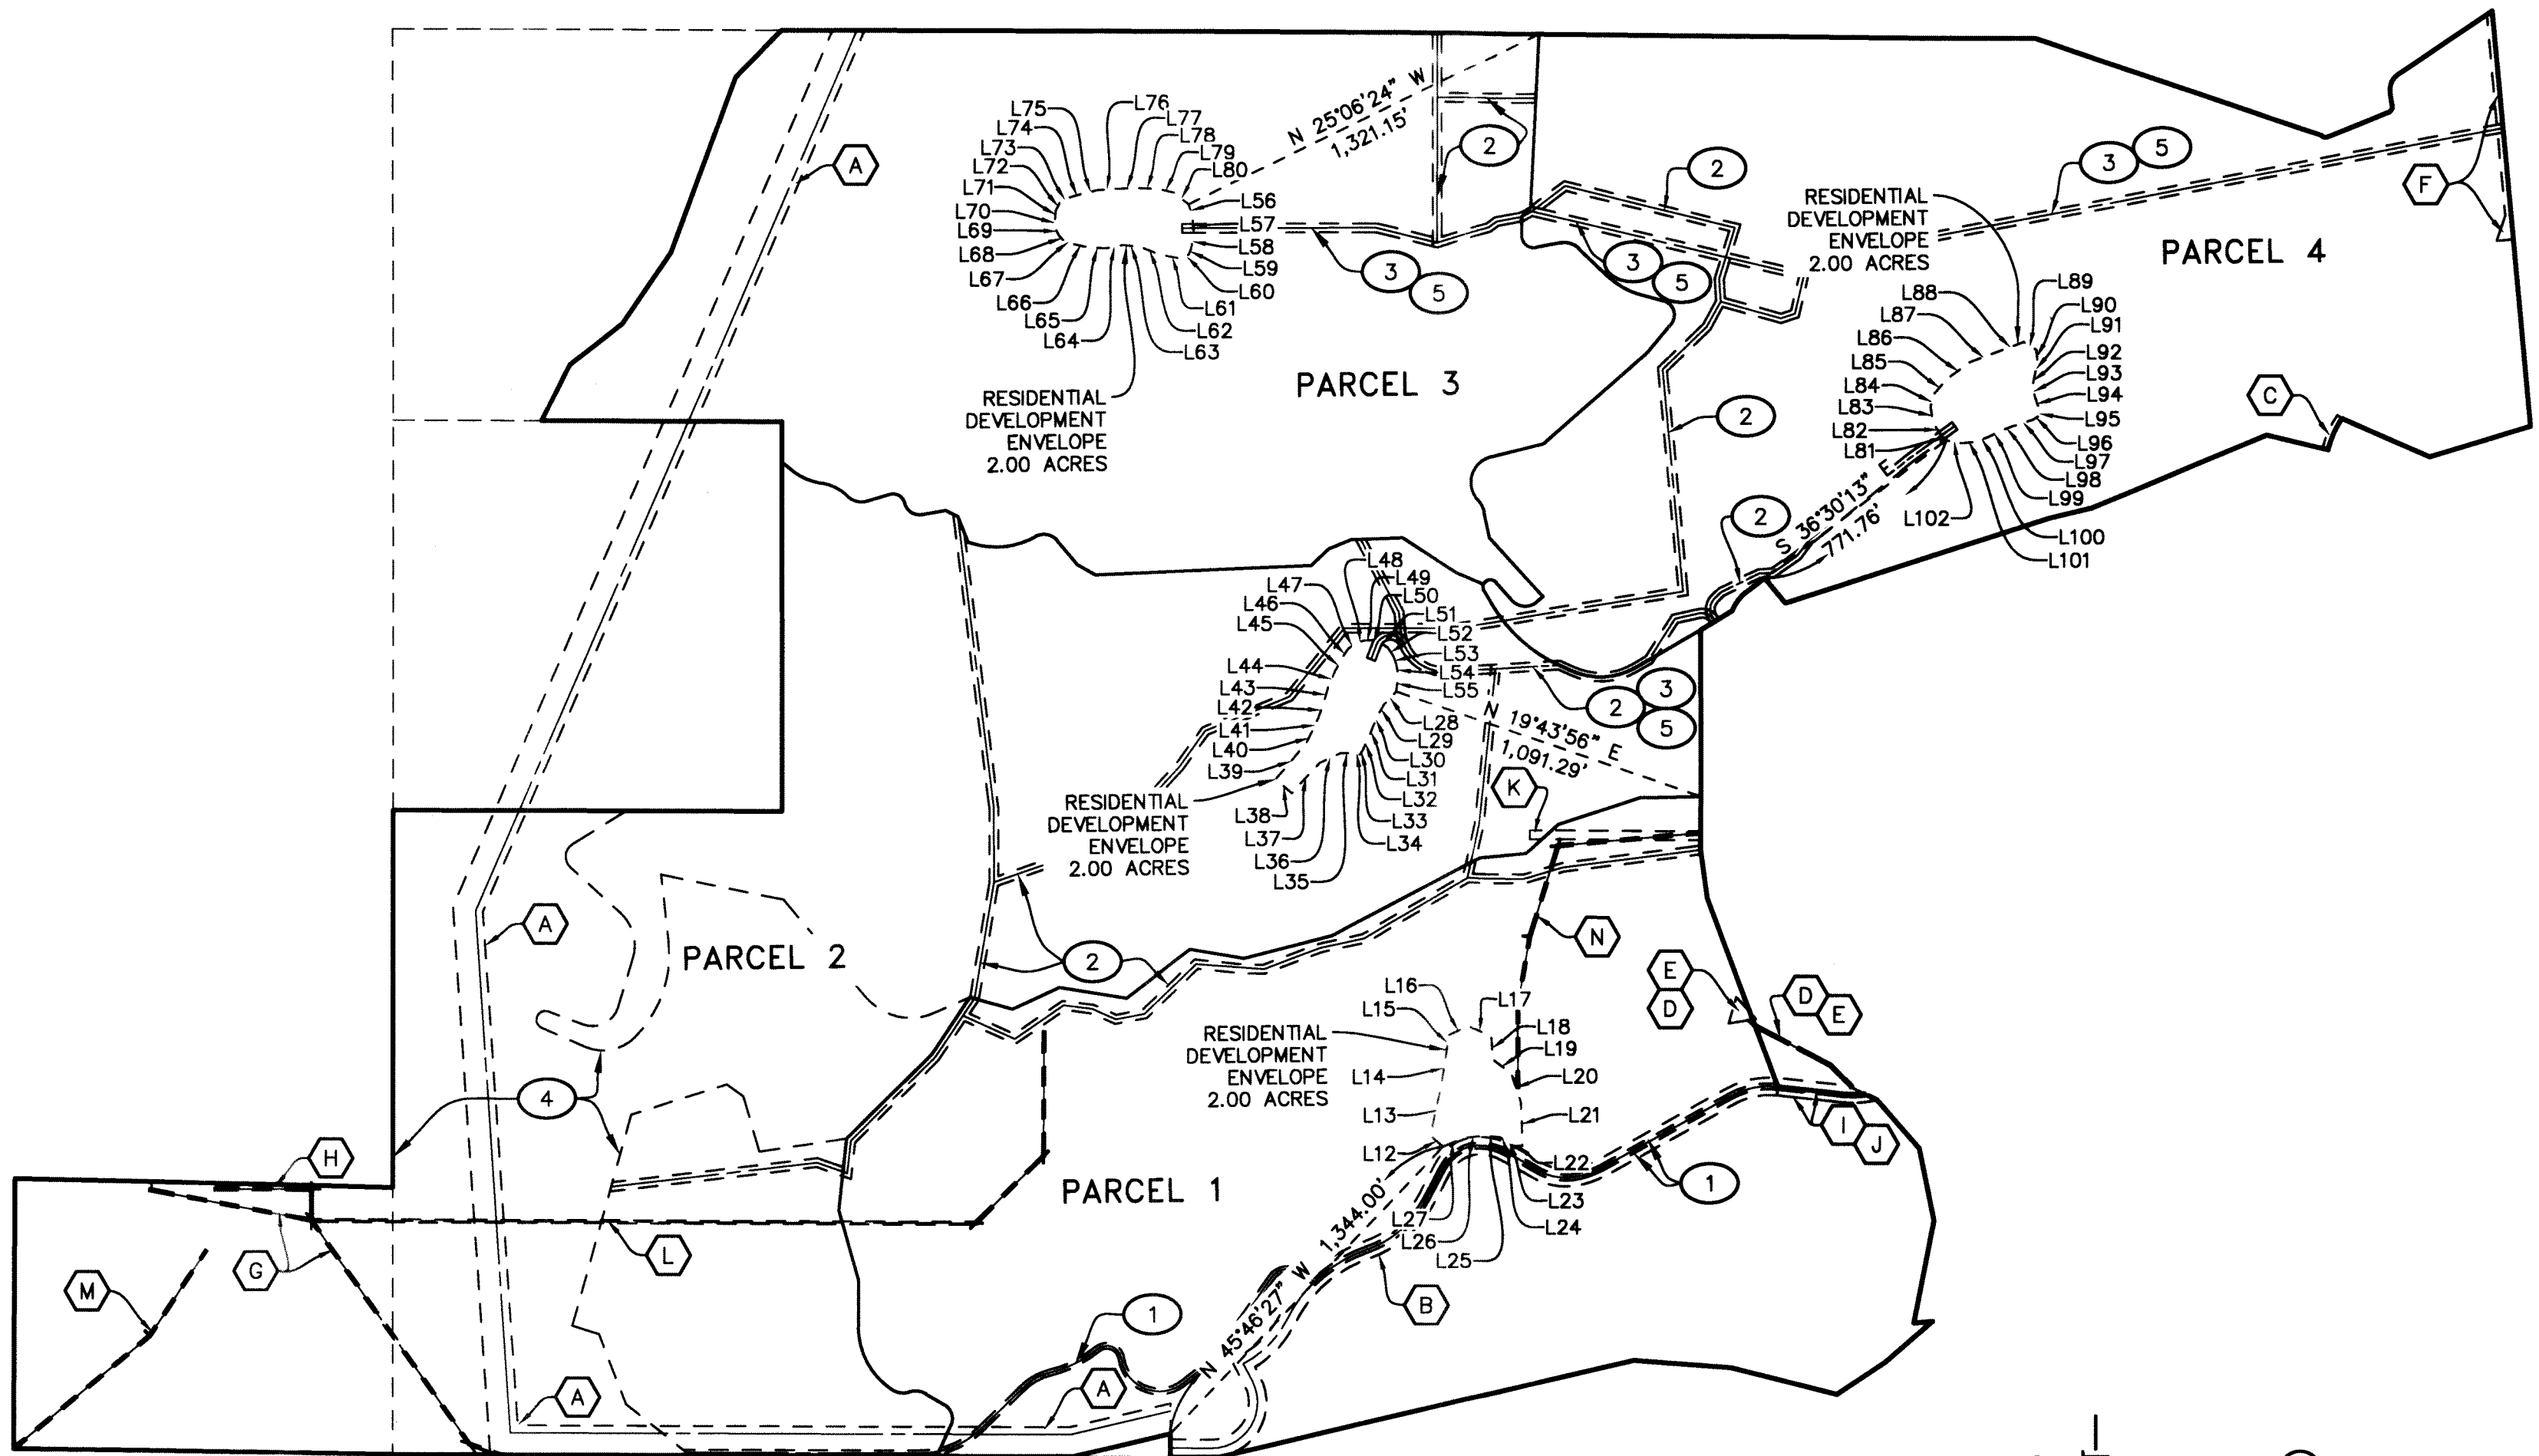 L75
L74
L73
L72
L71
L70
L69
L68
L67
L66
L65
L64
L76
L77
L78
L79
L80
L56
L57
L58
L59
L60
L61
L62
L63
N 25°06'24" W
1,321.15'
2
A
3
5
RESIDENTIAL
DEVELOPMENT
ENVELOPE
2.00 ACRES
PARCEL 3
2
3
5
2
RESIDENTIAL
DEVELOPMENT
ENVELOPE
2.00 ACRES
3
5
F
PARCEL 4
C
L88
L87
L86
L85
L84
L83
L82
L81
L89
L90
L91
L92
L93
L94
L95
L96
L97
L98
L99
L100
L101
L102
S 36°30'13" E
771.76'
2
L48
L47
L46
L45
L44
L43
L42
L41
L40
L39
L38
L37
L36
L35
L49
L50
L51
L52
L53
L54
L55
L28
L29
L30
L31
L32
L33
L34
RESIDENTIAL
DEVELOPMENT
ENVELOPE
2.00 ACRES
2
3
5
N 19°43'56" E
1,091.29'
K
A
PARCEL 2
2
N
E
D
D
E
L16
L15
L14
L13
L12
L17
L18
L19
L20
L21
L22
L23
L24
L25
L26
L27
RESIDENTIAL
DEVELOPMENT
ENVELOPE
2.00 ACRES
4
H
PARCEL 1
I
J
1
G
L
M
1,344.00'
N 45°46'27" W
B
1
A
A